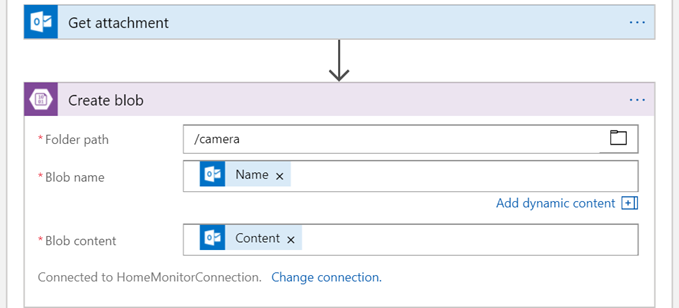 Get attachment ...
Create blob ...
*Folder path /camera
*Blob name Name ×
Add dynamic content
*Blob content Content ×
Connected to HomeMonitorConnection. Change connection.